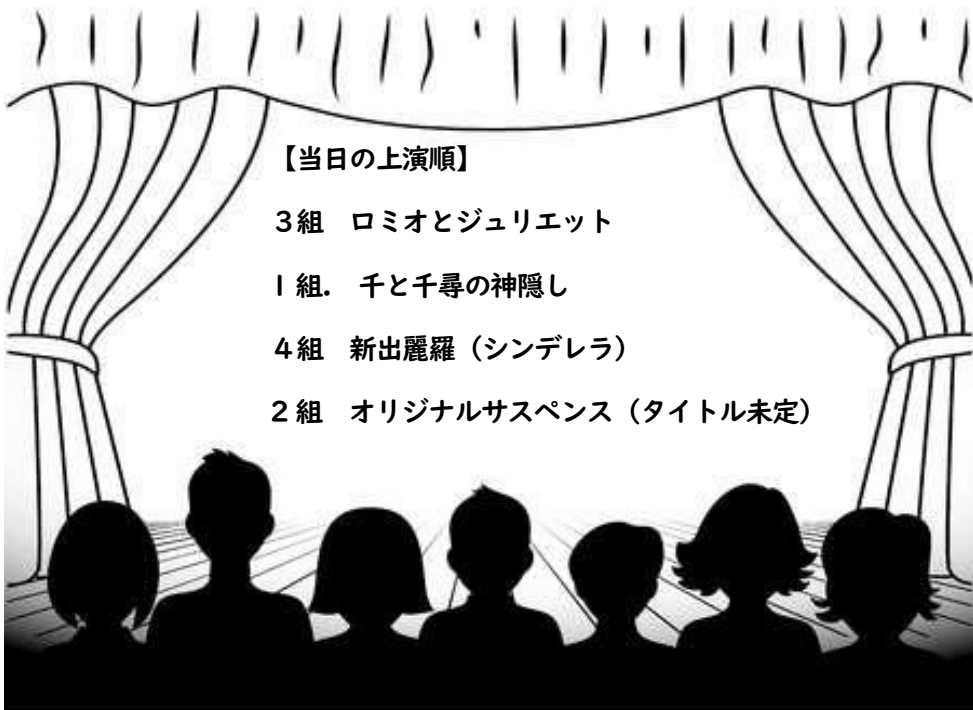 【当日の上演順】
３組　ロミオとジュリエット
１組.　千と千尋の神隠し
４組　新出麗羅（シンデレラ）
２組　オリジナルサスペンス（タイトル未定）